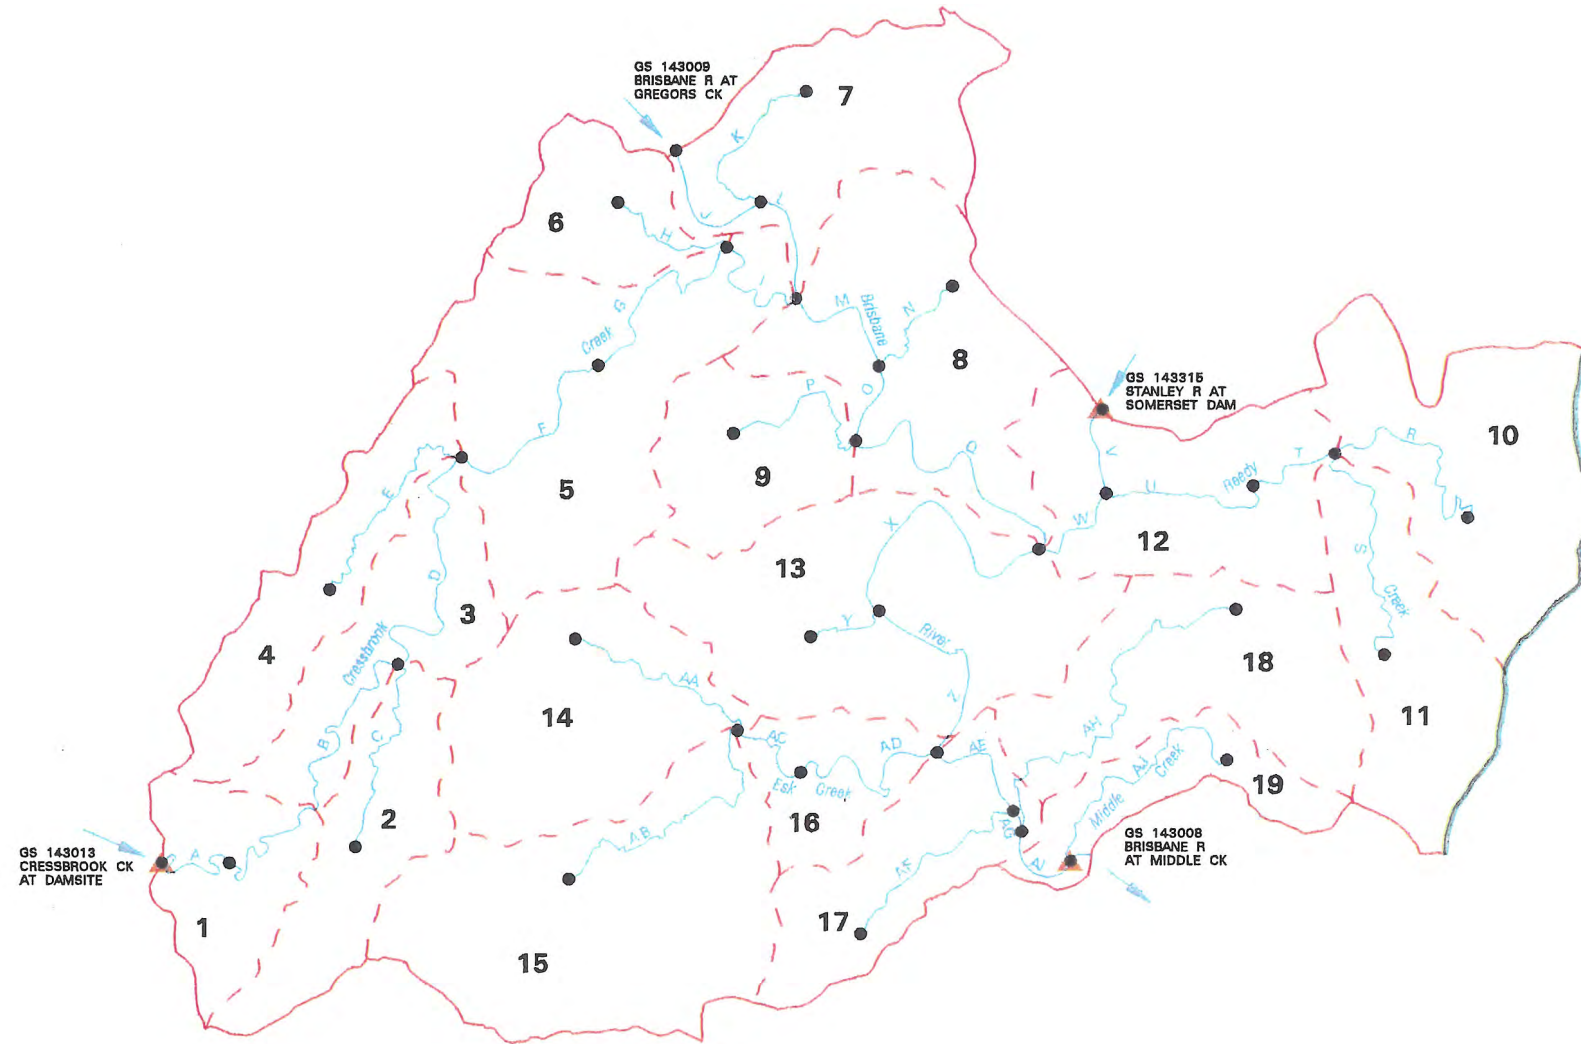 GS 143009
BRISBANE R AT
GREGORS CK
7
K
6
J
L
H
I
M
Brisbane
N
8
G
Creek
GS 143315
STANLEY R AT
SOMERSET DAM
P
O
9
F
5
E
Q
V
U
Reedy
T
R
10
W
12
X
13
S
Creek
D
3
4
Cressbrook
Y
River
18
11
14
AA
Z
B
C
AC
AD
AE
AH
Esk Creek
AJ
Creek
19
Middle
2
16
AB
AG
GS 143008
BRISBANE R
AT MIDDLE CK
GS 143013
CRESSBROOK CK
AT DAMSITE
A
AF
AI
1
17
15